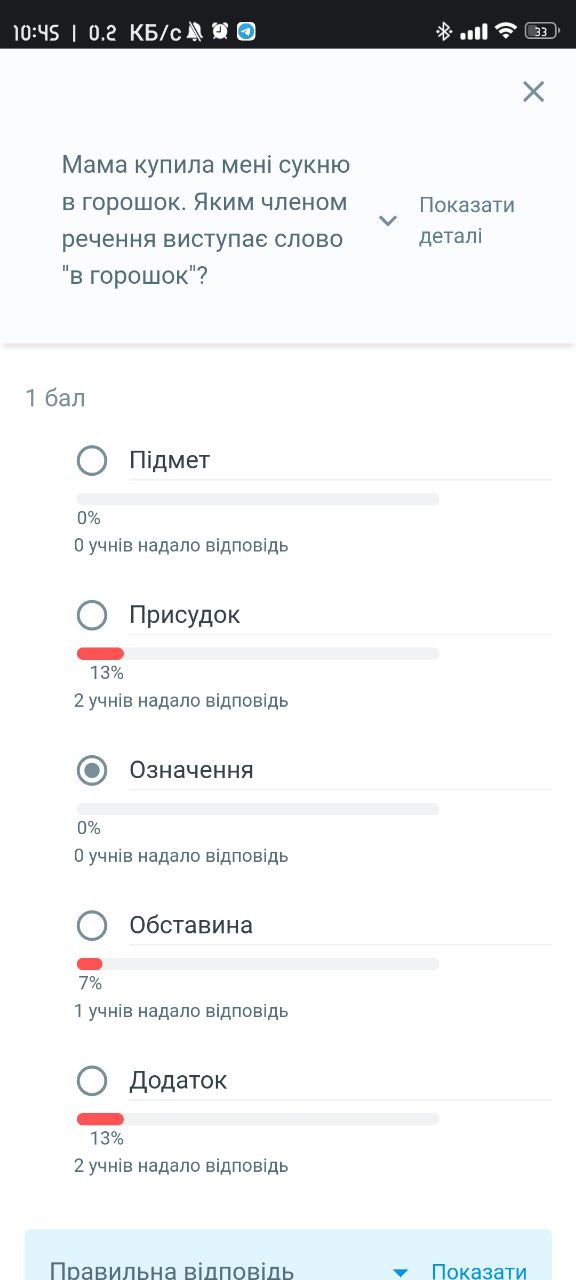 10:45 | 0.2 КБ/с
33
Мама купила мені сукню
в горошок. Яким членом
речення виступає слово
"в горошок"?
Показати
деталі
1 бал
Підмет
0%
0 учнів надало відповідь
Присудок
13%
2 учнів надало відповідь
Означення
0%
0 учнів надало відповідь
Обставина
7%
1 учнів надало відповідь
Додаток
13%
2 учнів надало відповідь
Правильна відповідь
Показати